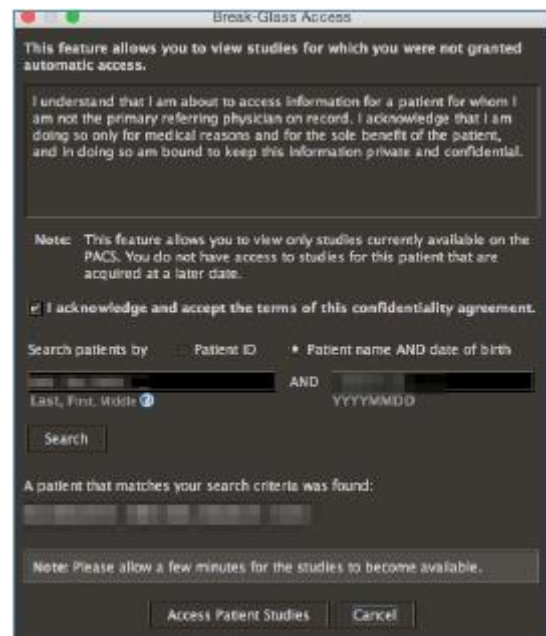 Break-Glass Access
This feature allows you to view studies for which you were not granted
automatic access.
I understand that I am about to access information for a patient for whom I
am not the primary referring physician on record. I acknowledge that I am
doing so only for medical reasons and for the sole benefit of the patient,
and in doing so am bound to keep this information private and confidential.
Note: This feature allows you to view only studies currently available on the
PACS. You do not have access to studies for this patient that are
acquired at a later date.
I acknowledge and accept the terms of this confidentiality agreement.
Search patients by Patient ID Patient name AND date of birth
AND
Last, First, Middle ? YYYYMMDD
Search
A patient that matches your search criteria was found:
Note: Please allow a few minutes for the studies to become available.
Access Patient Studies Cancel